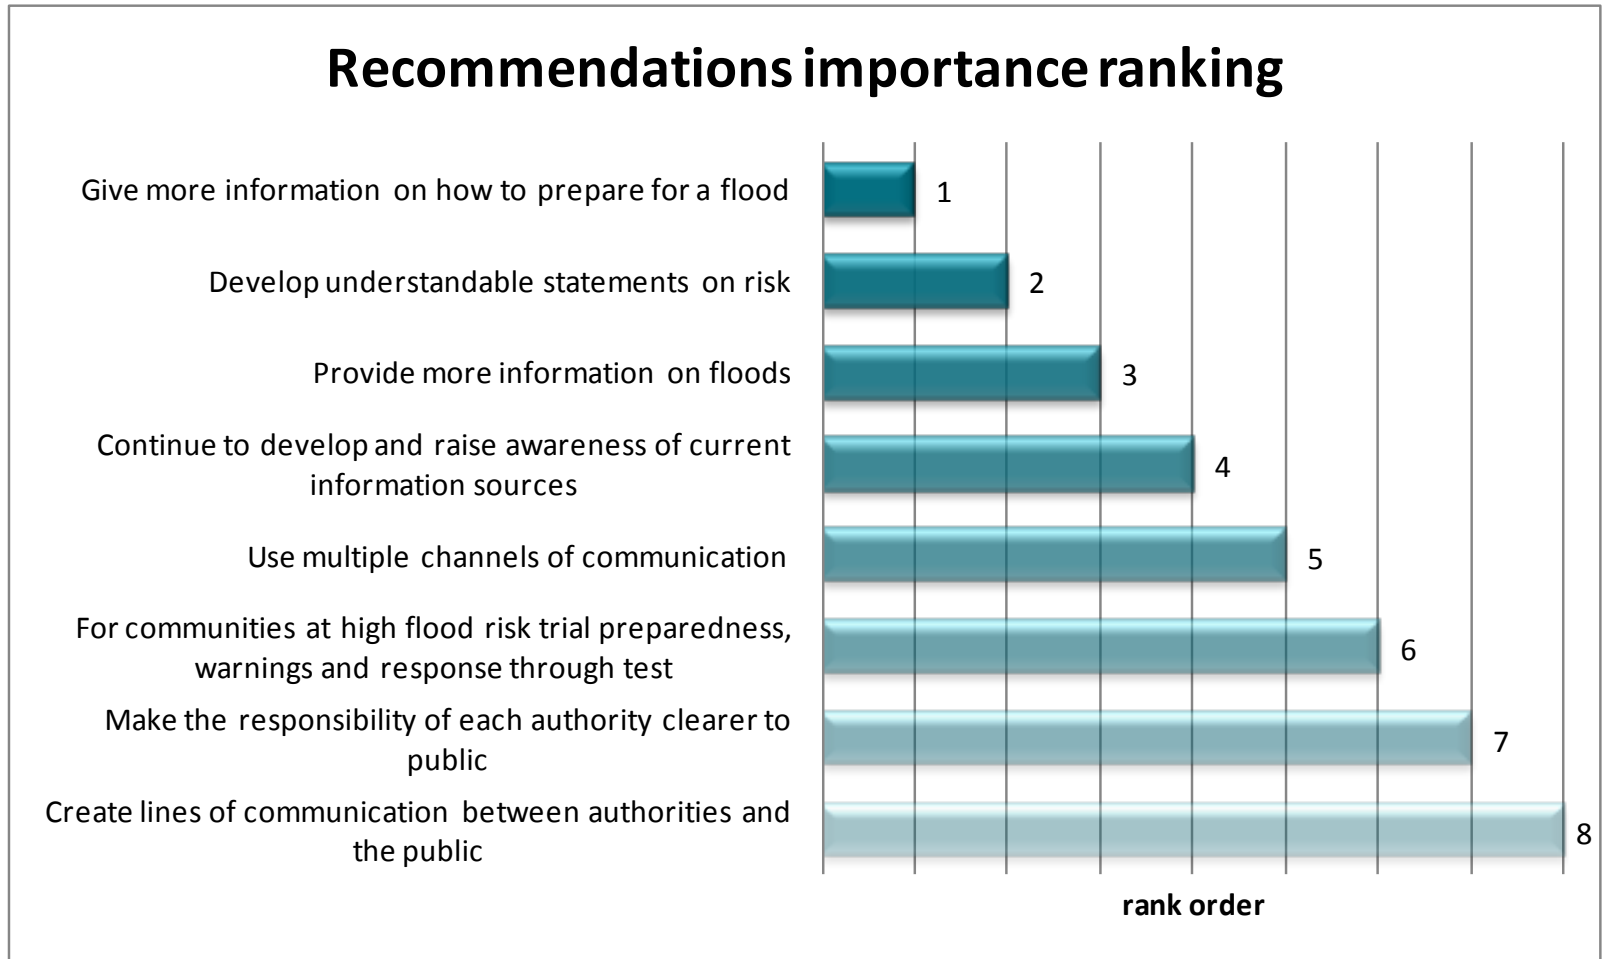 Recommendations importance ranking
Give more information on how to prepare for a flood
1
Develop understandable statements on risk
2
Provide more information on floods
3
Continue to develop and raise awareness of current
information sources
4
Use multiple channels of communication
5
For communities at high flood risk trial preparedness,
warnings and response through test
6
Make the responsibility of each authority clearer to
public
7
Create lines of communication between authorities and
the public
8
rank order